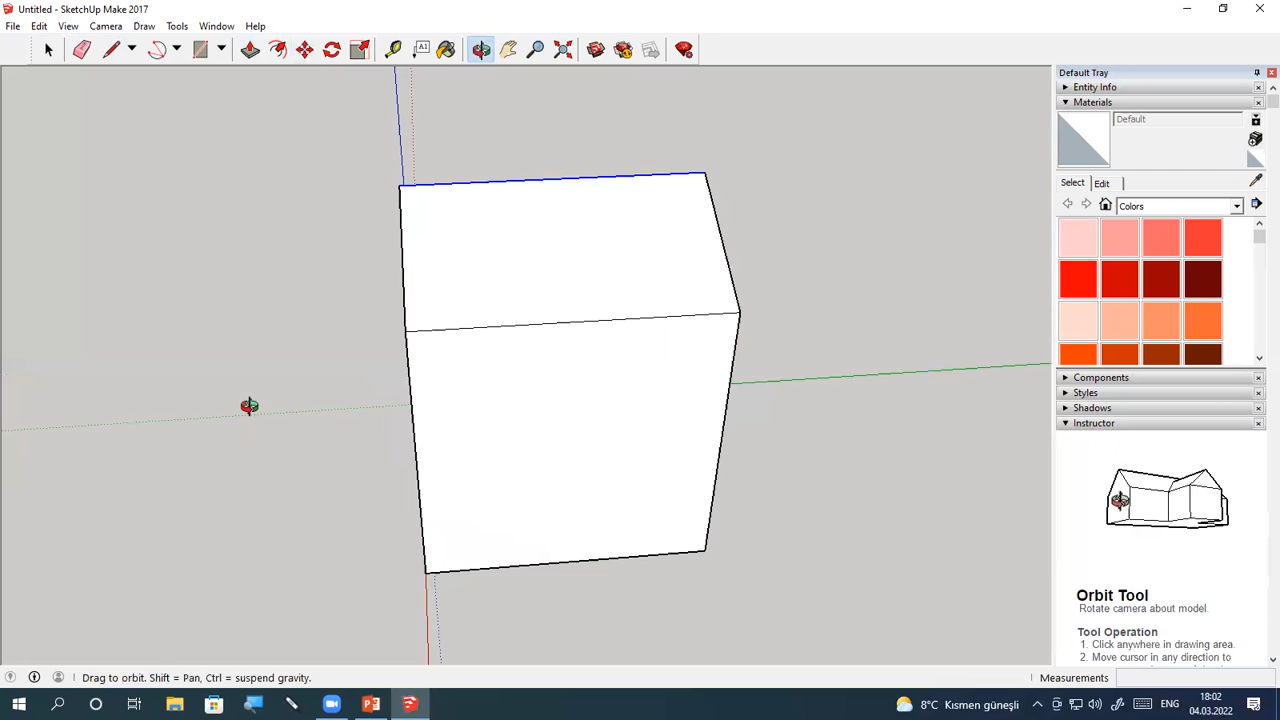 Untitled - SketchUp Make 2017
File Edit View Camera Draw Tools Window Help
A1
Default Tray
Entity Info
Materials
Default
Select Edit
Colors
Components
Styles
Shadows
Instructor
Orbit Tool
Rotate camera about model.
Tool Operation
1. Click anywhere in drawing area.
2. Move cursor in any direction to
Drag to orbit. Shift = Pan, Ctrl = suspend gravity.
Measurements
8°C Kısmen güneşli
ENG
18:02
04.03.2022